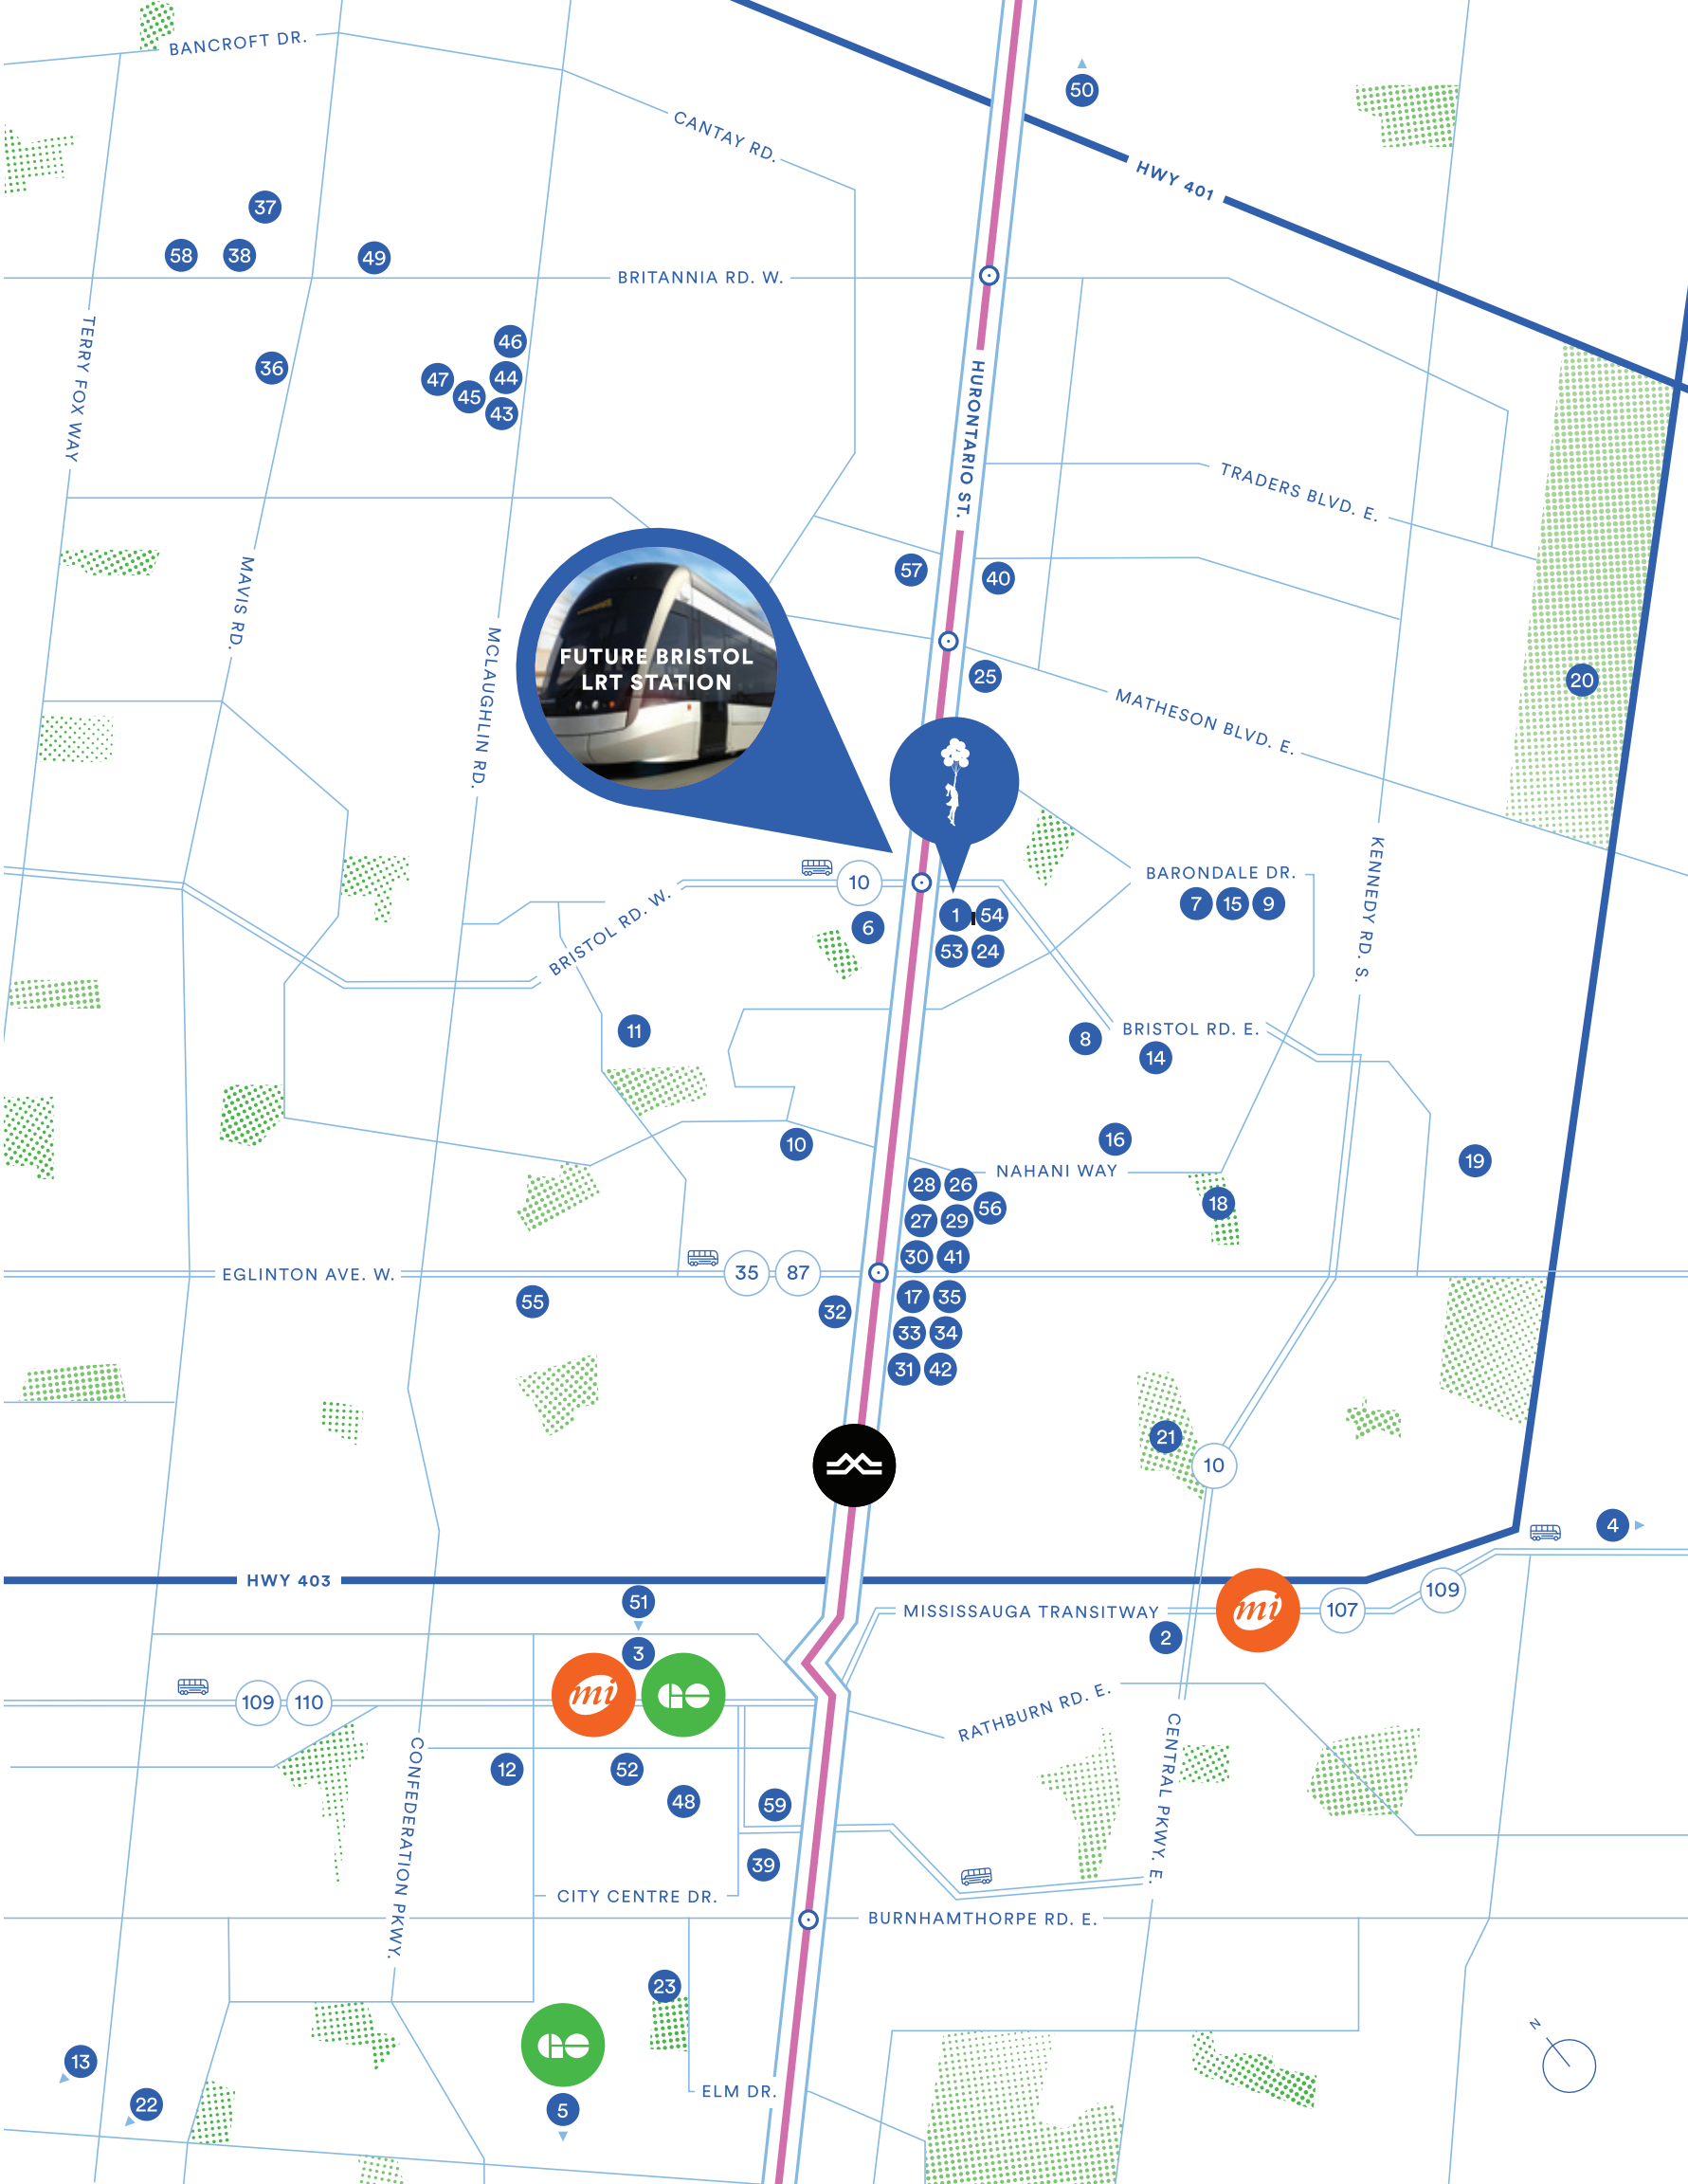 BANCROFT DR.
50
CANTAY RD.
HWY 401
37
58
38
49
BRITANNIA RD. W.
TERRY FOX WAY
46
36
47
44
45
43
HURONTARIO ST.
TRADERS BLVD. E.
57
40
MAVIS RD.
MCLAUGHLIN RD.
FUTURE BRISTOL
LRT STATION
25
20
MATHESON BLVD. E.
KENNEDY RD. S.
BARONDALE DR.
7 15 9
10
BRISTOL RD. W.
6
1 54
53 24
11
8
BRISTOL RD. E.
14
10
16
NAHANI WAY
19
28 26
56
18
27 29
30 41
EGLINTON AVE. W.
35 87
55
32
17 35
33 34
31 42
21
10
4
HWY 403
51
MISSISSAUGA TRANSITWAY
mi
107
109
2
3
109 110
mi
GO
RATHBURN RD. E.
CONFEDERATION PKWY.
CENTRAL PKWY. E.
12
52
48
59
39
CITY CENTRE DR.
BURNHAMTHORPE RD. E.
23
N
GO
13
22
5
ELM DR.